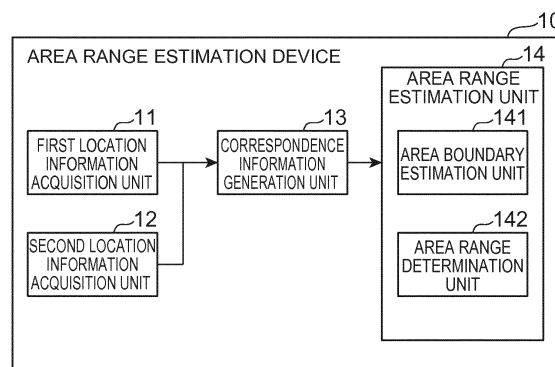 10
AREA RANGE ESTIMATION DEVICE
14
AREA RANGE
ESTIMATION UNIT
11
FIRST LOCATION
INFORMATION
ACQUISITION UNIT
13
CORRESPONDENCE
INFORMATION
GENERATION UNIT
141
AREA BOUNDARY
ESTIMATION UNIT
12
SECOND LOCATION
INFORMATION
ACQUISITION UNIT
142
AREA RANGE
DETERMINATION
UNIT